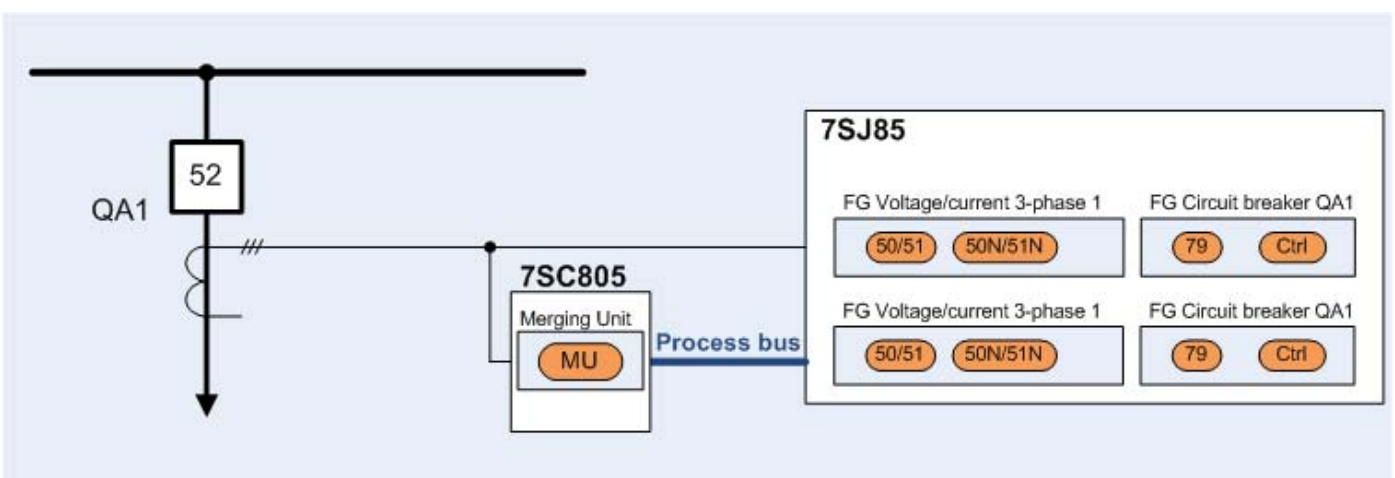 52
QA1
7SC805
Merging Unit
MU
Process bus
7SJ85
FG Voltage/current 3-phase 1
50/51
50N/51N
FG Circuit breaker QA1
79
Ctrl
FG Voltage/current 3-phase 1
50/51
50N/51N
FG Circuit breaker QA1
79
Ctrl